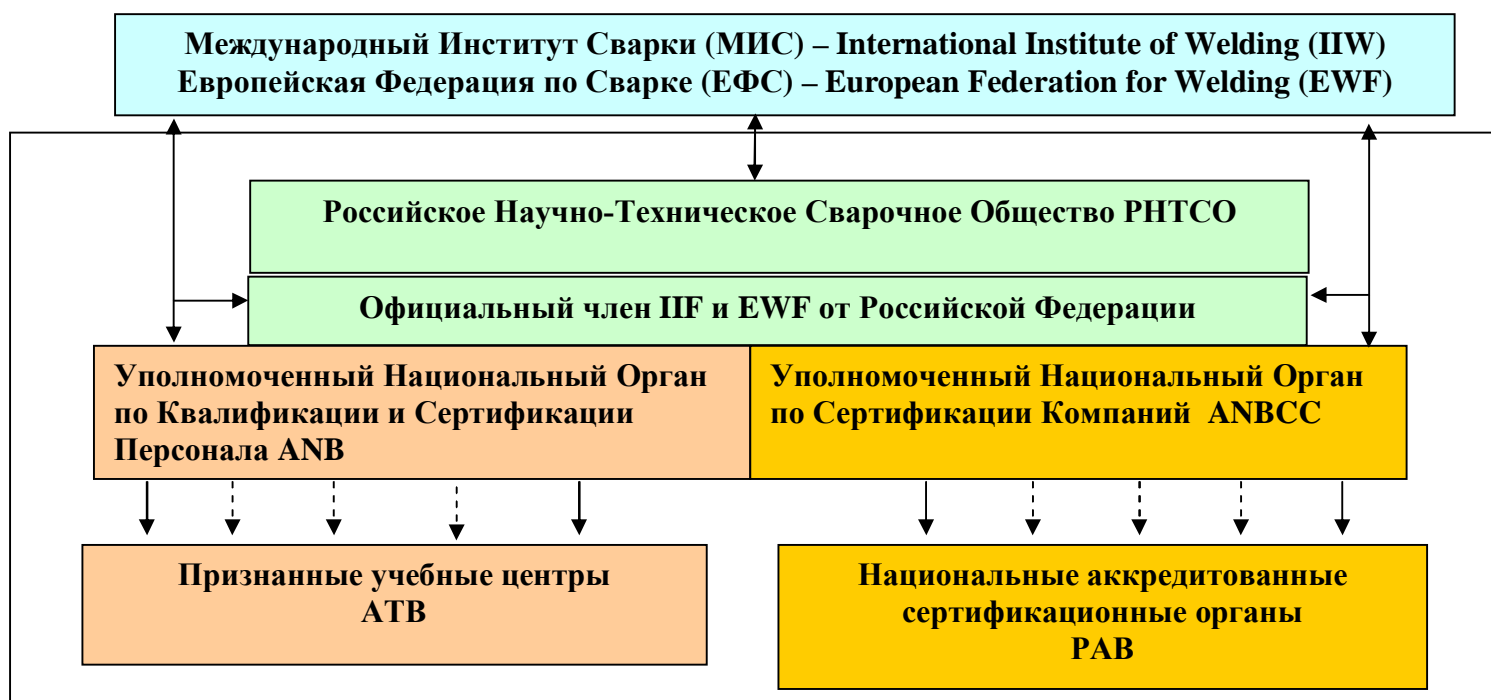 Международный Институт Сварки (МИС) – International Institute of Welding (IIW)
Европейская Федерация по Сварке (ЕФС) – European Federation for Welding (EWF)
Российское Научно-Техническое Сварочное Общество РНТСО
Официальный член IIF и EWF от Российской Федерации
Уполномоченный Национальный Орган
по Квалификации и Сертификации
Персонала ANB
Уполномоченный Национальный Орган
по Сертификации Компаний ANBCC
Признанные учебные центры
АТВ
Национальные аккредитованные
сертификационные органы
РАВ